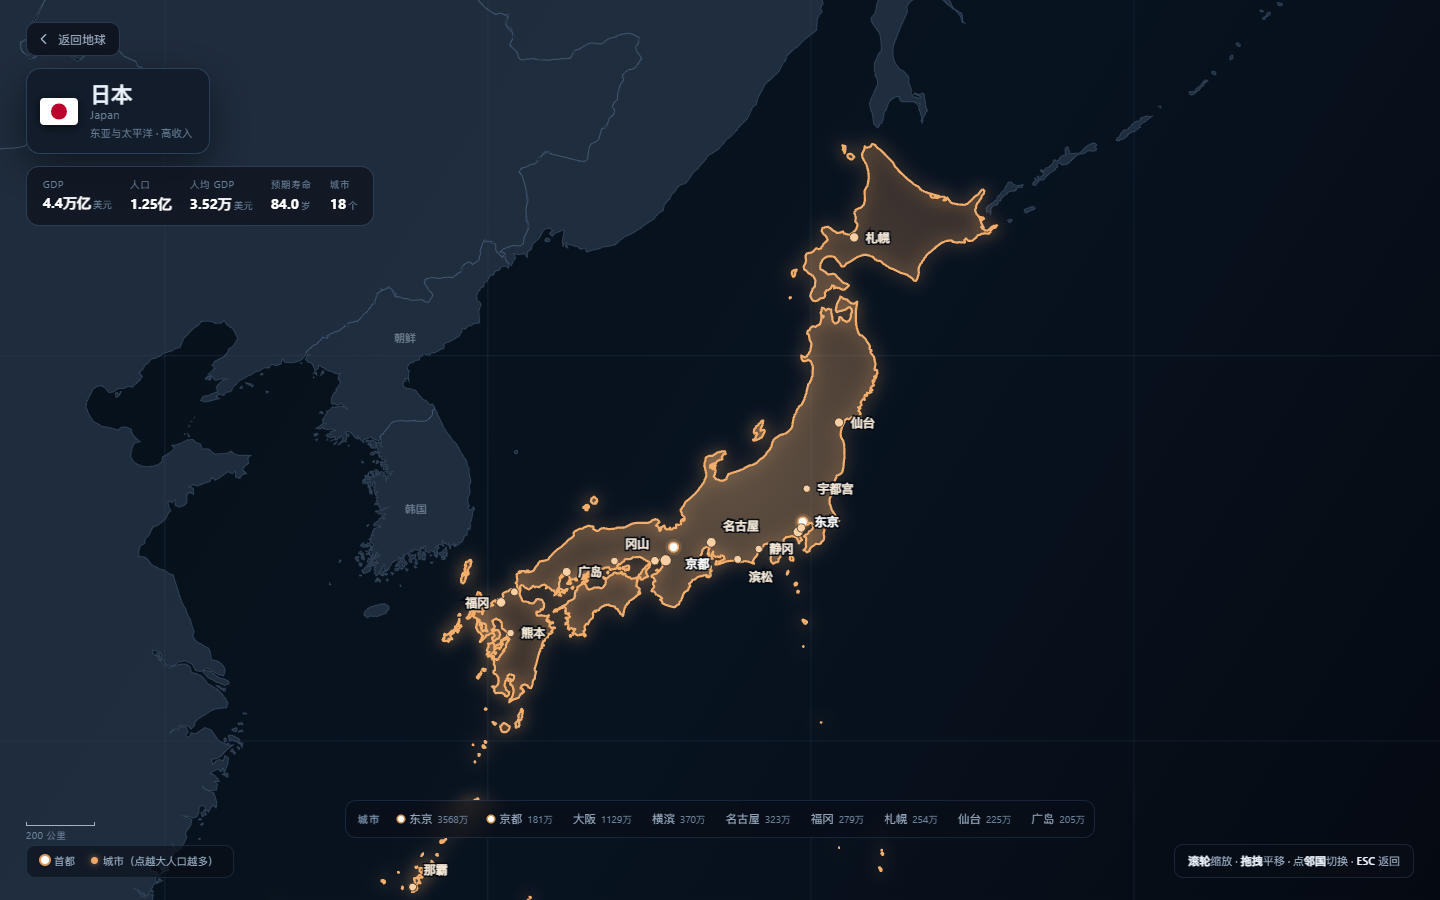 返回地球
日本
Japan
东亚与太平洋 · 高收入
GDP 人口 人均 GDP 预期寿命 城市
4.4万亿 美元 1.25亿 3.52万 美元 84.0 岁 18 个
札幌
朝鲜
仙台
宇都宫
韩国
东京
名古屋
冈山
静冈
京都
广岛
滨松
福冈
熊本
城市 东京 3568万 京都 181万 大阪 1129万 横滨 370万 名古屋 323万 福冈 279万 札幌 254万 仙台 225万 广岛 205万
200 公里
首都 城市（点越大人口越多）
滚轮缩放 · 拖拽平移 · 点邻国切换 · ESC 返回
那霸